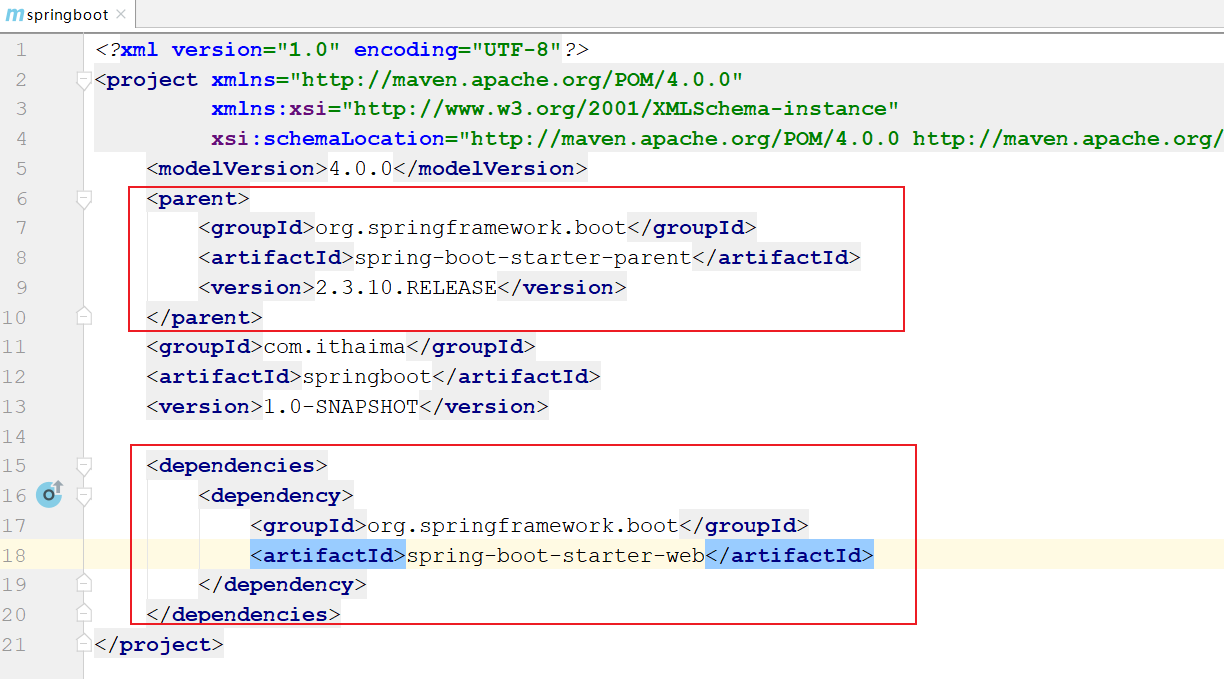 m springboot ×
1 <?xml version="1.0" encoding="UTF-8"?>
2 <project xmlns="http://maven.apache.org/POM/4.0.0"
3 xmlns:xsi="http://www.w3.org/2001/XMLSchema-instance"
4 xsi:schemaLocation="http://maven.apache.org/POM/4.0.0 http://maven.apache.org/
5 <modelVersion>4.0.0</modelVersion>
6 <parent>
7 <groupId>org.springframework.boot</groupId>
8 <artifactId>spring-boot-starter-parent</artifactId>
9 <version>2.3.10.RELEASE</version>
10 </parent>
11 <groupId>com.ithaima</groupId>
12 <artifactId>springboot</artifactId>
13 <version>1.0-SNAPSHOT</version>
14
15 <dependencies>
16 <dependency>
17 <groupId>org.springframework.boot</groupId>
18 <artifactId>spring-boot-starter-web</artifactId>
19 </dependency>
20 </dependencies>
21 </project>